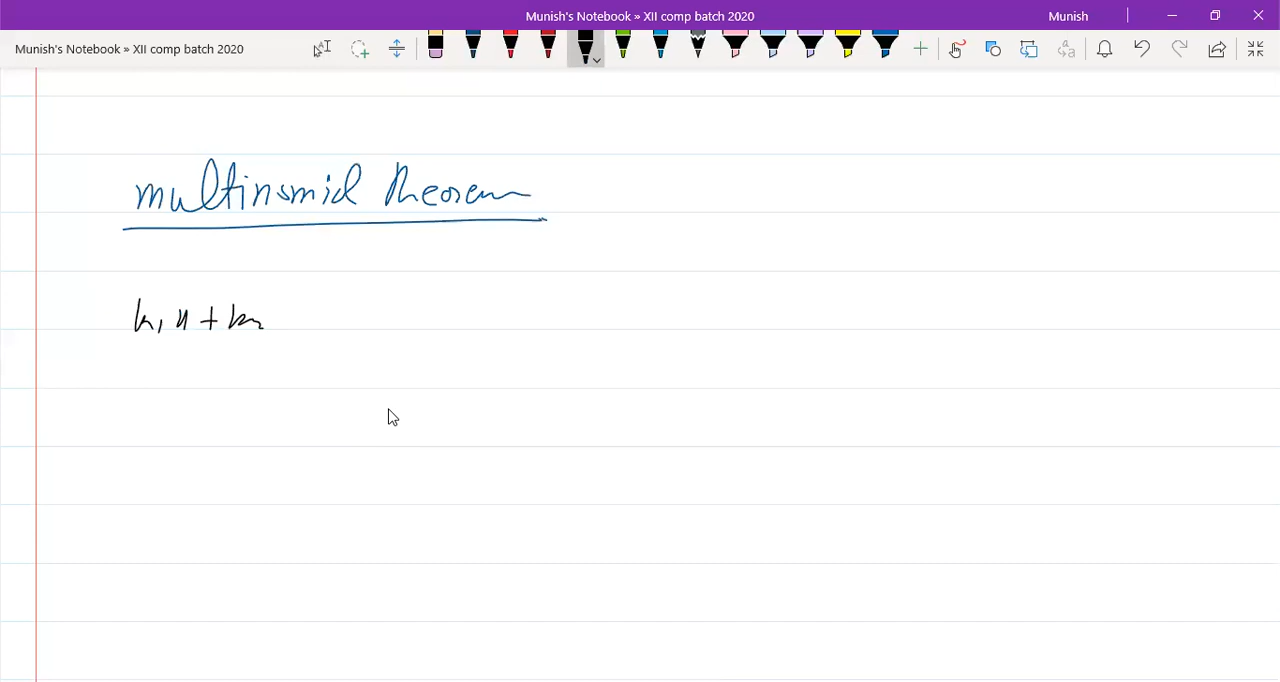 Munish's Notebook » XII comp batch 2020
Munish
Munish's Notebook » XII comp batch 2020
multinomial Theorem